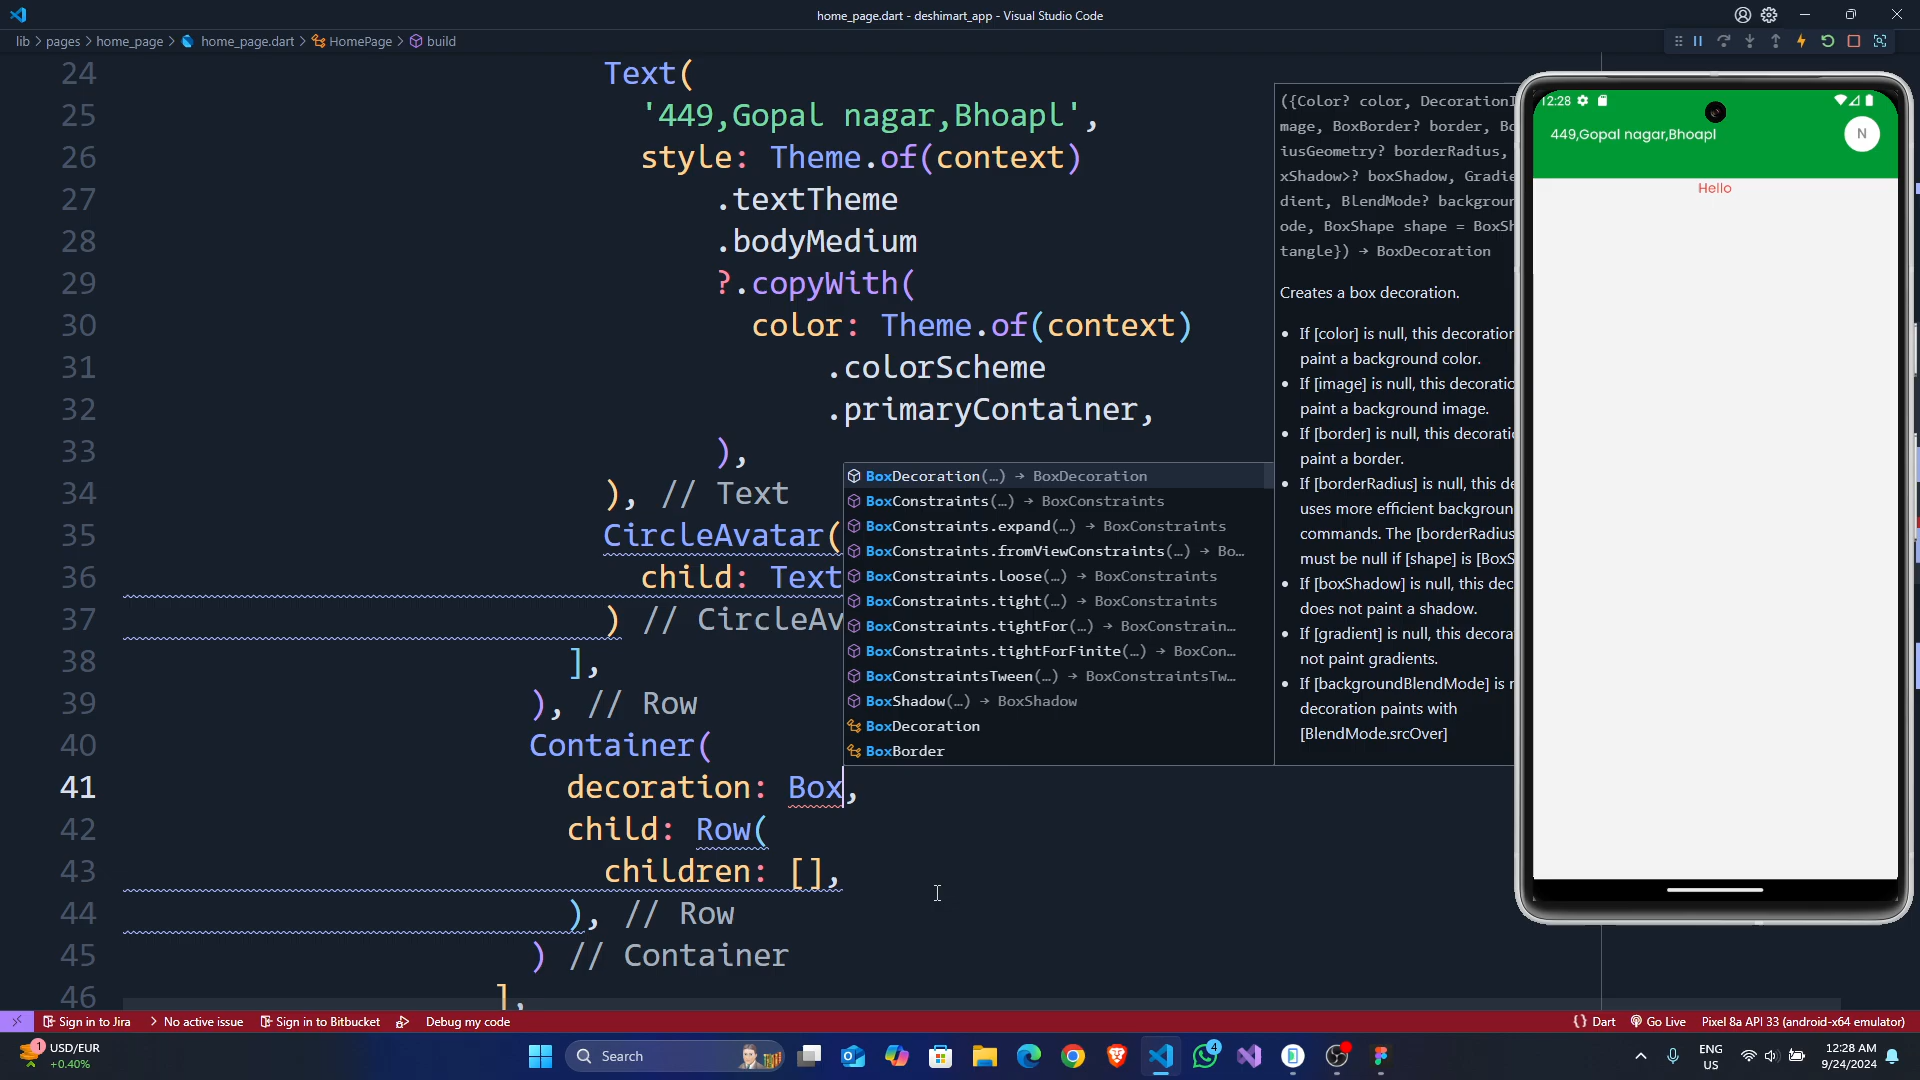 home_page.dart - deshimart_app - Visual Studio Code
lib > pages > home_page > home_page.dart > HomePage > build
24 Text(
25 '449,Gopal nagar,Bhoapl',
26 style: Theme.of(context)
27 .textTheme
28 .bodyMedium
29 ?.copyWith(
30 color: Theme.of(context)
31 .colorScheme
32 .primaryContainer,
33 ),
34 ), // Text
35 CircleAvatar(
36 child: Text
37 ) // CircleAv
38 ],
39 ), // Row
40 Container(
41 decoration: Box,
42 child: Row(
43 children: [],
44 ), // Row
45 ) // Container
46 ],
BoxDecoration(…) → BoxDecoration
BoxConstraints(…) → BoxConstraints
BoxConstraints.expand(…) → BoxConstraints
BoxConstraints.fromViewConstraints(…) → Bo…
BoxConstraints.loose(…) → BoxConstraints
BoxConstraints.tight(…) → BoxConstraints
BoxConstraints.tightFor(…) → BoxConstrain…
BoxConstraints.tightForFinite(…) → BoxCon…
BoxConstraintsTween(…) → BoxConstraintsTw…
BoxShadow(…) → BoxShadow
BoxDecoration
BoxBorder
({Color? color, DecorationI
mage, BoxBorder? border, Bo
iusGeometry? borderRadius,
xShadow>? boxShadow, Gradie
dient, BlendMode? backgroun
ode, BoxShape shape = BoxSh
tangle}) → BoxDecoration
Creates a box decoration.
• If [color] is null, this decoration
paint a background color.
• If [image] is null, this decoratio
paint a background image.
• If [border] is null, this decorati
paint a border.
• If [borderRadius] is null, this de
uses more efficient backgroun
commands. The [borderRadius
must be null if [shape] is [BoxS
• If [boxShadow] is null, this dec
does not paint a shadow.
• If [gradient] is null, this decora
not paint gradients.
• If [backgroundBlendMode] is n
decoration paints with
[BlendMode.srcOver]
12:28
449,Gopal nagar,Bhoapl
N
Hello
Sign in to Jira No active issue Sign in to Bitbucket Debug my code
{} Dart Go Live Pixel 8a API 33 (android-x64 emulator)
1
USD/EUR
+0.40%
Search
4
ENG
US
12:28 AM
9/24/2024